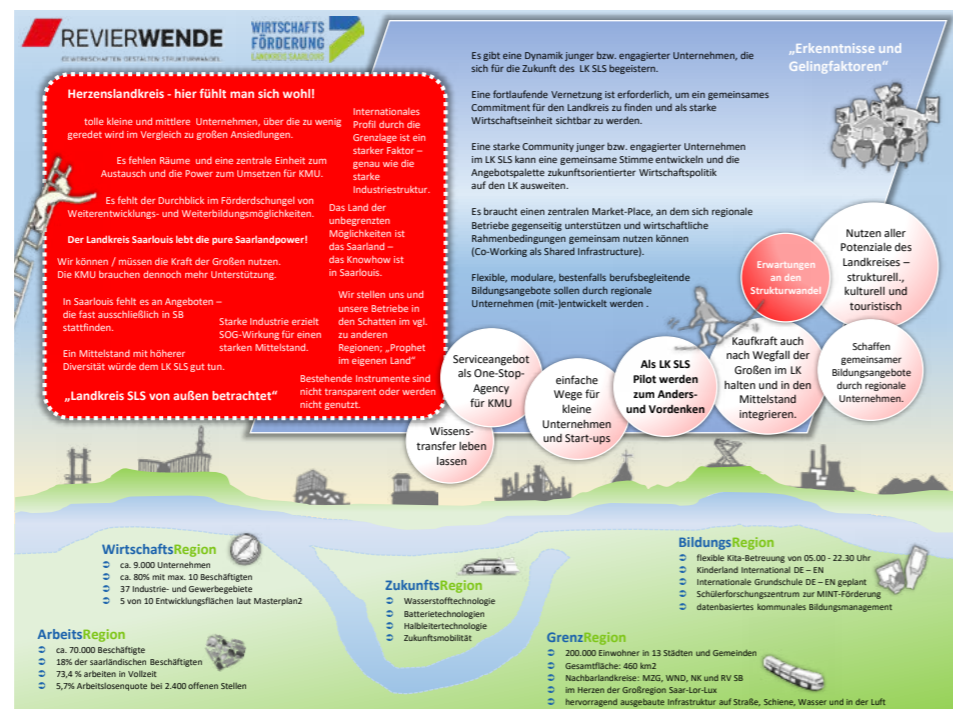 REVIERWENDE
GEWERKSCHAFTEN GESTALTEN STRUKTURWANDEL
WIRTSCHAFTS
FÖRDERUNG
LANDKREIS SAARLOUIS
Herzenslandkreis - hier fühlt man sich wohl!
tolle kleine und mittlere Unternehmen, über die zu wenig
geredet wird im Vergleich zu großen Ansiedlungen.
Es fehlen Räume und eine zentrale Einheit zum
Austausch und die Power zum Umsetzen für KMU.
Es fehlt der Durchblick im Förderdschungel von
Weiterentwicklungs- und Weiterbildungsmöglichkeiten.
Der Landkreis Saarlouis lebt die pure Saarlandpower!
Wir können / müssen die Kraft der Großen nutzen.
Die KMU brauchen dennoch mehr Unterstützung.
In Saarlouis fehlt es an Angeboten –
die fast ausschließlich in SB
stattfinden.
Ein Mittelstand mit höherer
Diversität würde dem LK SLS gut tun.
„Landkreis SLS von außen betrachtet“
Internationales
Profil durch die
Grenzlage ist ein
starker Faktor –
genau wie die
starke
Industriestruktur.
Das Land der
unbegrenzten
Möglichkeiten ist
das Saarland –
das Knowhow ist
in Saarlouis.
Starke Industrie erzielt
SOG-Wirkung für einen
starken Mittelstand.
Wir stellen uns und
unsere Betriebe in
den Schatten im vgl.
zu anderen
Regionen; „Prophet
im eigenen Land“
Bestehende Instrumente sind
nicht transparent oder werden
nicht genutzt.
„Erkenntnisse und
Gelingfaktoren“
Es gibt eine Dynamik junger bzw. engagierter Unternehmen, die
sich für die Zukunft des LK SLS begeistern.
Eine fortlaufende Vernetzung ist erforderlich, um ein gemeinsames
Commitment für den Landkreis zu finden und als starke
Wirtschaftseinheit sichtbar zu werden.
Eine starke Community junger bzw. engagierter Unternehmen
im LK SLS kann eine gemeinsame Stimme entwickeln und die
Angebotspalette zukunftsorientierter Wirtschaftspolitik
auf den LK ausweiten.
Es braucht einen zentralen Market-Place, an dem sich regionale
Betriebe gegenseitig unterstützen und wirtschaftliche
Rahmenbedingungen gemeinsam nutzen können
(Co-Working als Shared Infrastructure).
Flexible, modulare, bestenfalls berufsbegleitende
Bildungsangebote sollen durch regionale
Unternehmen (mit-)entwickelt werden .
Erwartungen
an den
Strukturwandel
Nutzen aller
Potenziale des
Landkreises –
strukturell.,
kulturell und
touristisch
Wissens-
transfer leben
lassen
Serviceangebot
als One-Stop-
Agency
für KMU
einfache
Wege für
kleine
Unternehmen
und Start-ups
Als LK SLS
Pilot werden
zum Anders-
und Vordenken
Kaufkraft auch
nach Wegfall der
Großen im LK
halten und in den
Mittelstand
integrieren.
Schaffen
gemeinsamer
Bildungsangebote
durch regionale
Unternehmen.
WirtschaftsRegion
ca. 9.000 Unternehmen
ca. 80% mit max. 10 Beschäftigten
37 Industrie- und Gewerbegebiete
5 von 10 Entwicklungsflächen laut Masterplan2
ArbeitsRegion
ca. 70.000 Beschäftigte
18% der saarländischen Beschäftigten
73,4 % arbeiten in Vollzeit
5,7% Arbeitslosenquote bei 2.400 offenen Stellen
ZukunftsRegion
Wasserstofftechnologie
Batterietechnologien
Halbleitertechnologie
Zukunftsmobilität
BildungsRegion
flexible Kita-Betreuung von 05.00 - 22.30 Uhr
Kinderland International DE – EN
Internationale Grundschule DE – EN geplant
Schülerforschungszentrum zur MINT-Förderung
datenbasiertes kommunales Bildungsmanagement
GrenzRegion
200.000 Einwohner in 13 Städten und Gemeinden
Gesamtfläche: 460 km2
Nachbarlandkreise: MZG, WND, NK und RV SB
im Herzen der Großregion Saar-Lor-Lux
hervorragend ausgebaute Infrastruktur auf Straße, Schiene, Wasser und in der Luft